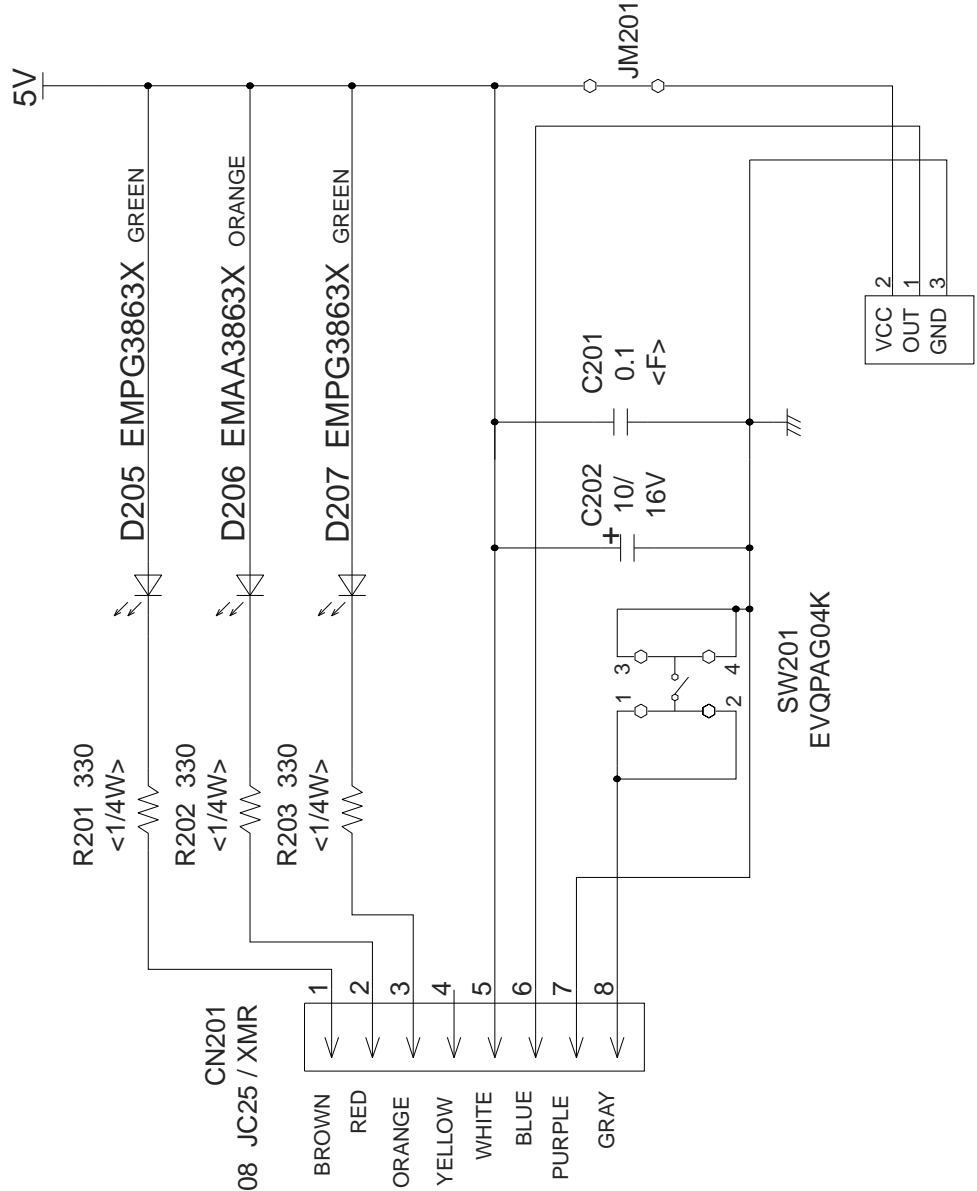 5V
JM201
D205 EMPG3863X GREEN
D206 EMAA3863X ORANGE
D207 EMPG3863X GREEN
R201 330
<1/4W>
R202 330
<1/4W>
R203 330
<1/4W>
C201
0.1
<F>
C202
10/
16V
+
VCC 2
OUT 1
GND 3
3
4
1
2
SW201
EVQPAG04K
CN201
08 JC25 / XMR
BROWN 1
RED 2
ORANGE 3
YELLOW 4
WHITE 5
BLUE 6
PURPLE 7
GRAY 8